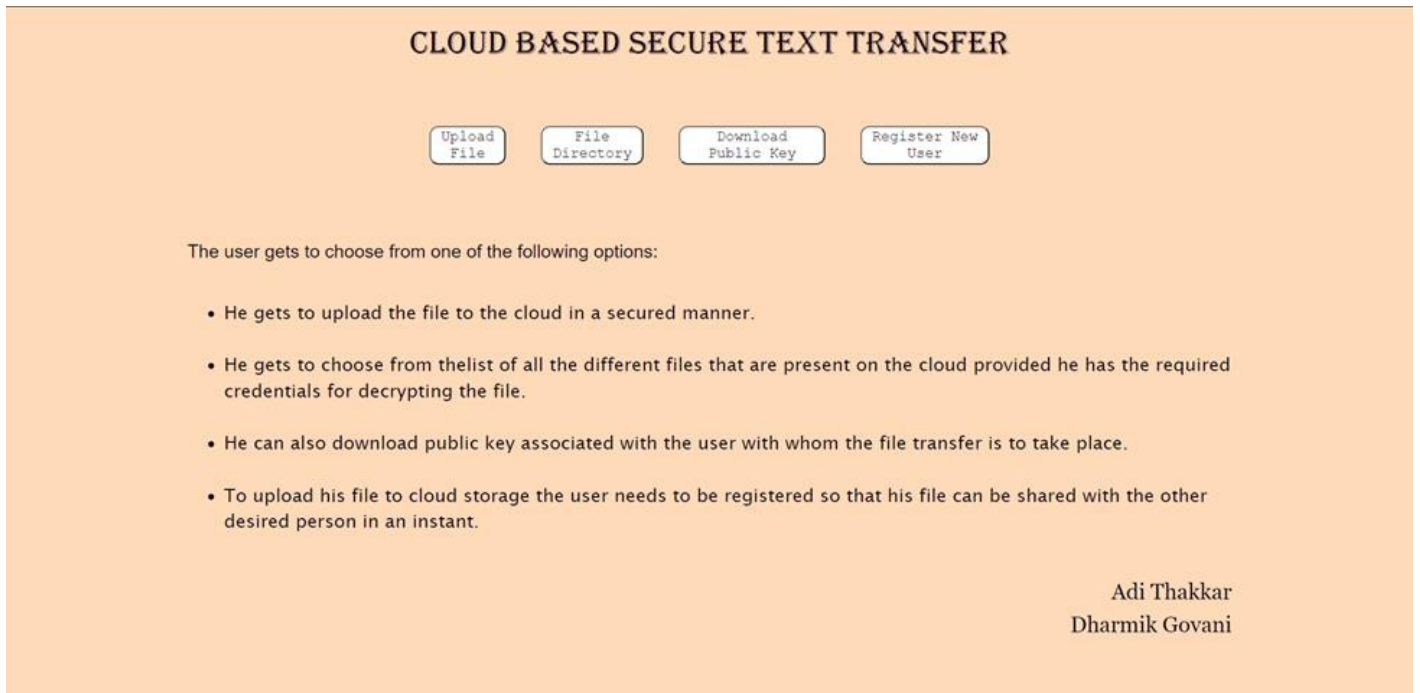 CLOUD BASED SECURE TEXT TRANSFER
Upload
File
File
Directory
Download
Public Key
Register New
User
The user gets to choose from one of the following options:
• He gets to upload the file to the cloud in a secured manner.
• He gets to choose from thelist of all the different files that are present on the cloud provided he has the required
credentials for decrypting the file.
• He can also download public key associated with the user with whom the file transfer is to take place.
• To upload his file to cloud storage the user needs to be registered so that his file can be shared with the other
desired person in an instant.
Adi Thakkar
Dharmik Govani